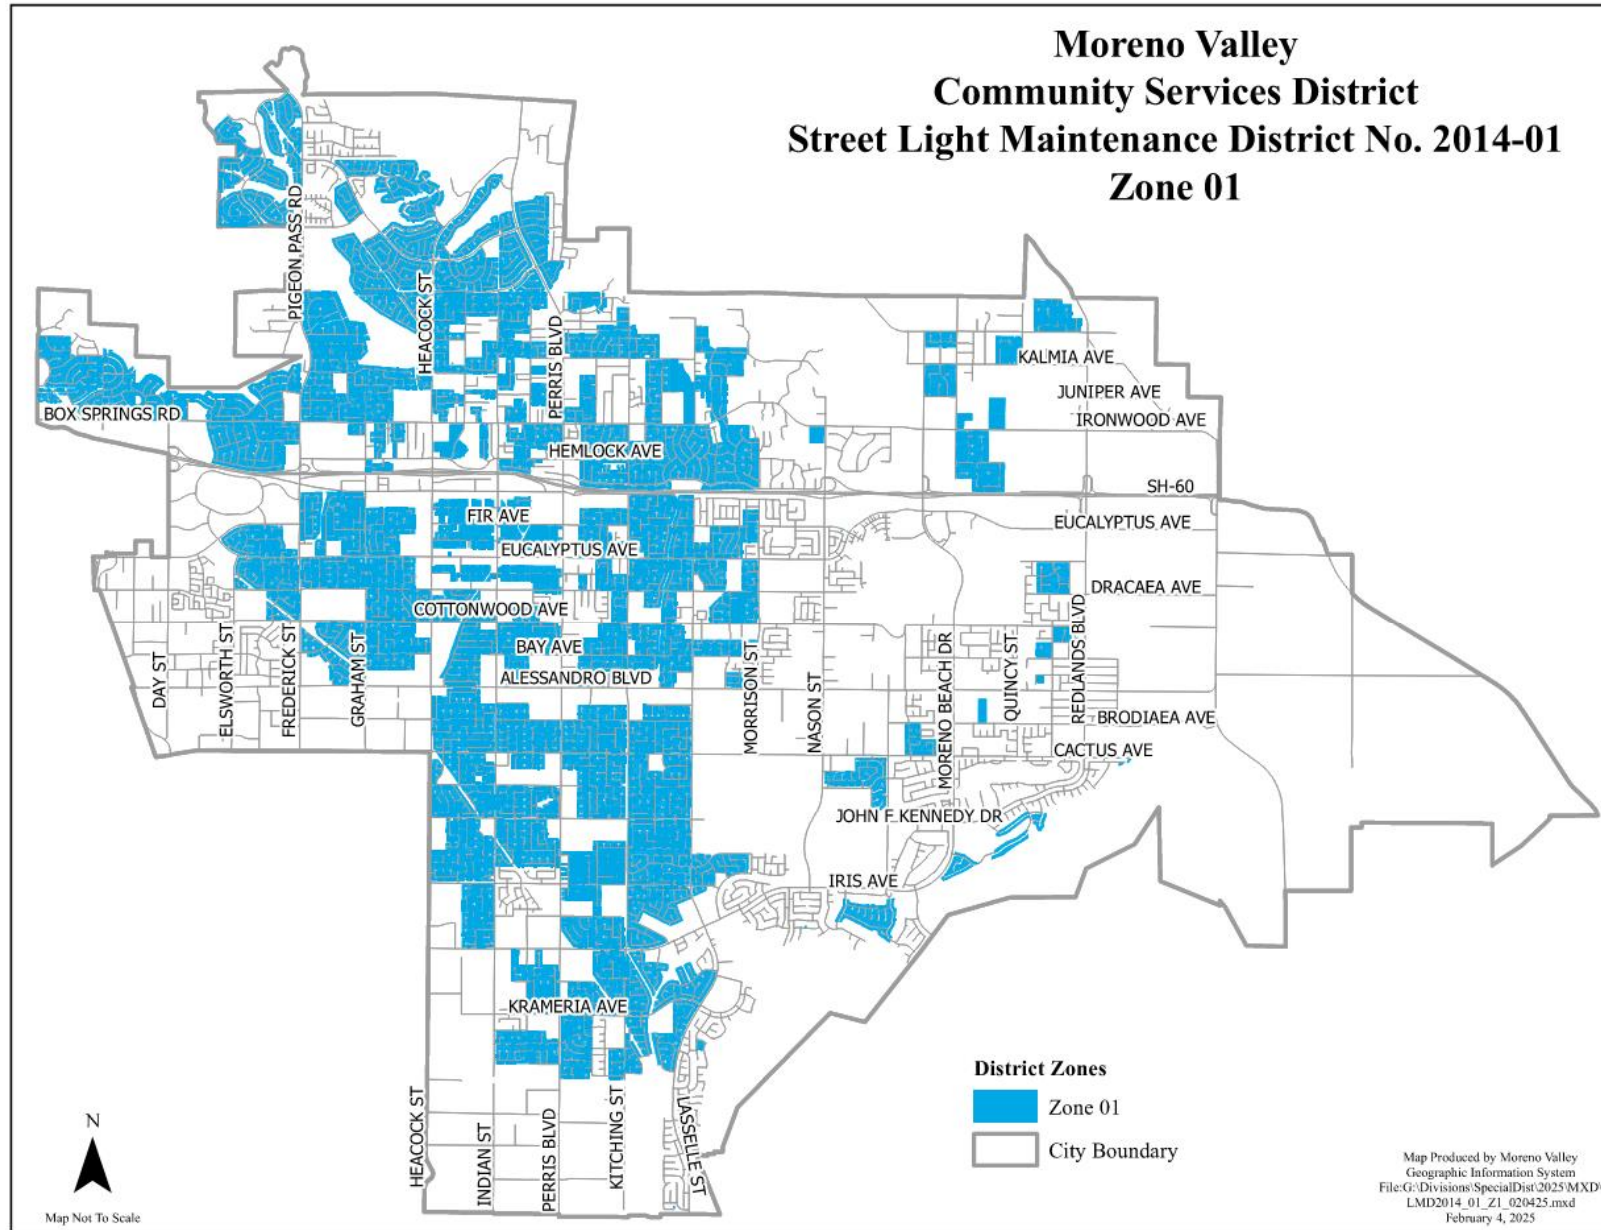 Moreno Valley
Community Services District
Street Light Maintenance District No. 2014-01
Zone 01
PIGEON PASS RD
HEACOCK ST
PERRIS BLVD
KALMIA AVE
JUNIPER AVE
IRONWOOD AVE
BOX SPRINGS RD
HEMLOCK AVE
SH-60
FIR AVE
EUCALYPTUS AVE
EUCALYPTUS AVE
DRACAEA AVE
COTTONWOOD AVE
BAY AVE
ALESSANDRO BLVD
DAY ST
ELSWORTH ST
FREDERICK ST
GRAHAM ST
MORRISON ST
NASON ST
MORENO BEACH DR
QUINCY ST
REDLANDS BLVD
BRODIAEA AVE
CACTUS AVE
JOHN F KENNEDY DR
IRIS AVE
KRAMERIA AVE
HEACOCK ST
INDIAN ST
PERRIS BLVD
KITCHING ST
LASSELLE ST
District Zones
Zone 01
City Boundary
N
Map Not To Scale
Map Produced by Moreno Valley
Geographic Information System
File:G:\Divisions\SpecialDist\2025\MXD\
LMD2014_01_Z1_020425.mxd
February 4, 2025